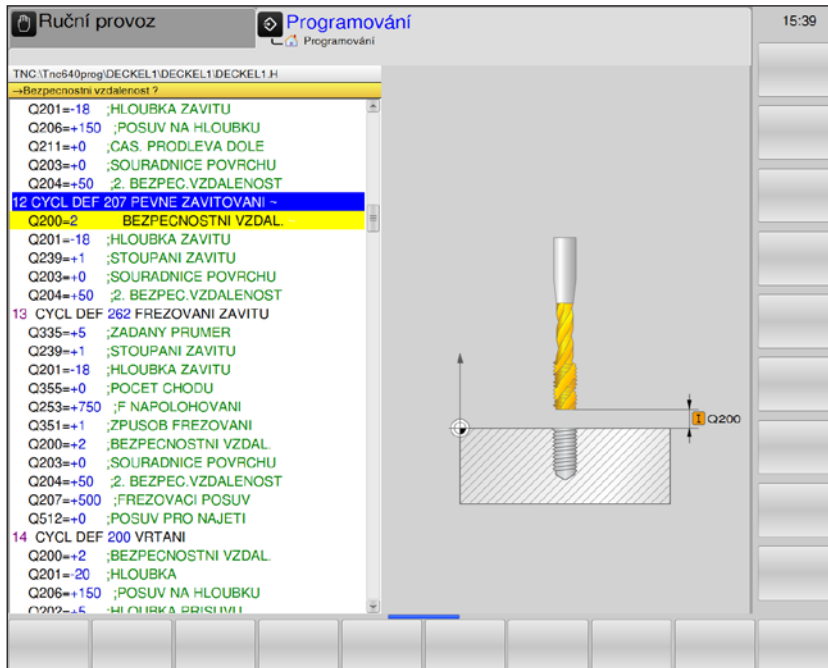 Ruční provoz
Programování
15:39
Programování
TNC:\Tnc640prog\DECKEL1\DECKEL1\DECKEL1.H
→Bezpecnostni vzdalenost ?
Q201=-18 ;HLOUBKA ZAVITU
Q206=+150 ;POSUV NA HLOUBKU
Q211=+0 ;CAS. PRODLEVA DOLE
Q203=+0 ;SOURADNICE POVRCHU
Q204=+50 ;2. BEZPEC.VZDALENOST
12 CYCL DEF 207 PEVNE ZAVITOVANI ~
Q200=2 BEZPECNOSTNI VZDAL. ~
Q201=-18 ;HLOUBKA ZAVITU
Q239=+1 ;STOUPANI ZAVITU
Q203=+0 ;SOURADNICE POVRCHU
Q204=+50 ;2. BEZPEC.VZDALENOST
13 CYCL DEF 262 FREZOVANI ZAVITU
Q335=+5 ;ZADANY PRUMER
Q239=+1 ;STOUPANI ZAVITU
Q201=-18 ;HLOUBKA ZAVITU
Q355=+0 ;POCET CHODU
Q253=+750 ;F NAPOLOHOVANI
Q351=+1 ;ZPUSOB FREZOVANI
Q200=+2 ;BEZPECNOSTNI VZDAL.
Q203=+0 ;SOURADNICE POVRCHU
Q204=+50 ;2. BEZPEC.VZDALENOST
Q207=+500 ;FREZOVACI POSUV
Q512=+0 ;POSUV PRO NAJETI
14 CYCL DEF 200 VRTANI
Q200=+2 ;BEZPECNOSTNI VZDAL.
Q201=-20 ;HLOUBKA
Q206=+150 ;POSUV NA HLOUBKU
Q202=+5 ;HLOUBKA PRISUVU
I Q200